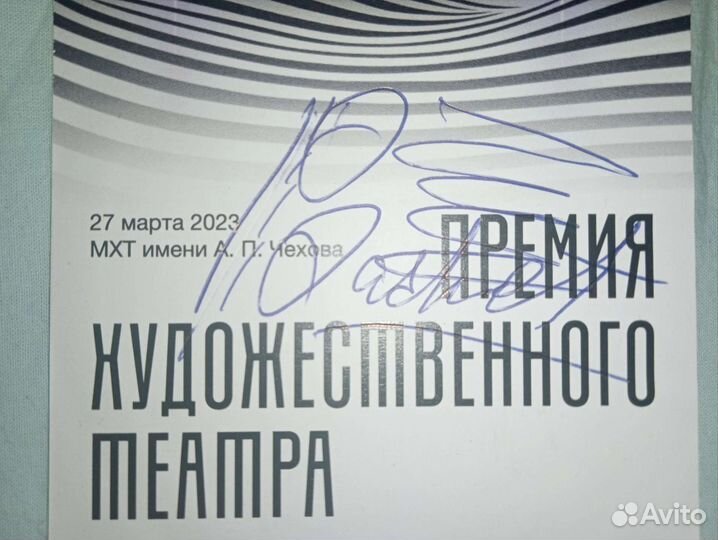 27 марта 2023
МХТ имени А. П. Чехова
ПРЕМИЯ
ХУДОЖЕСТВЕННОГО
ТЕАТРА
Avito